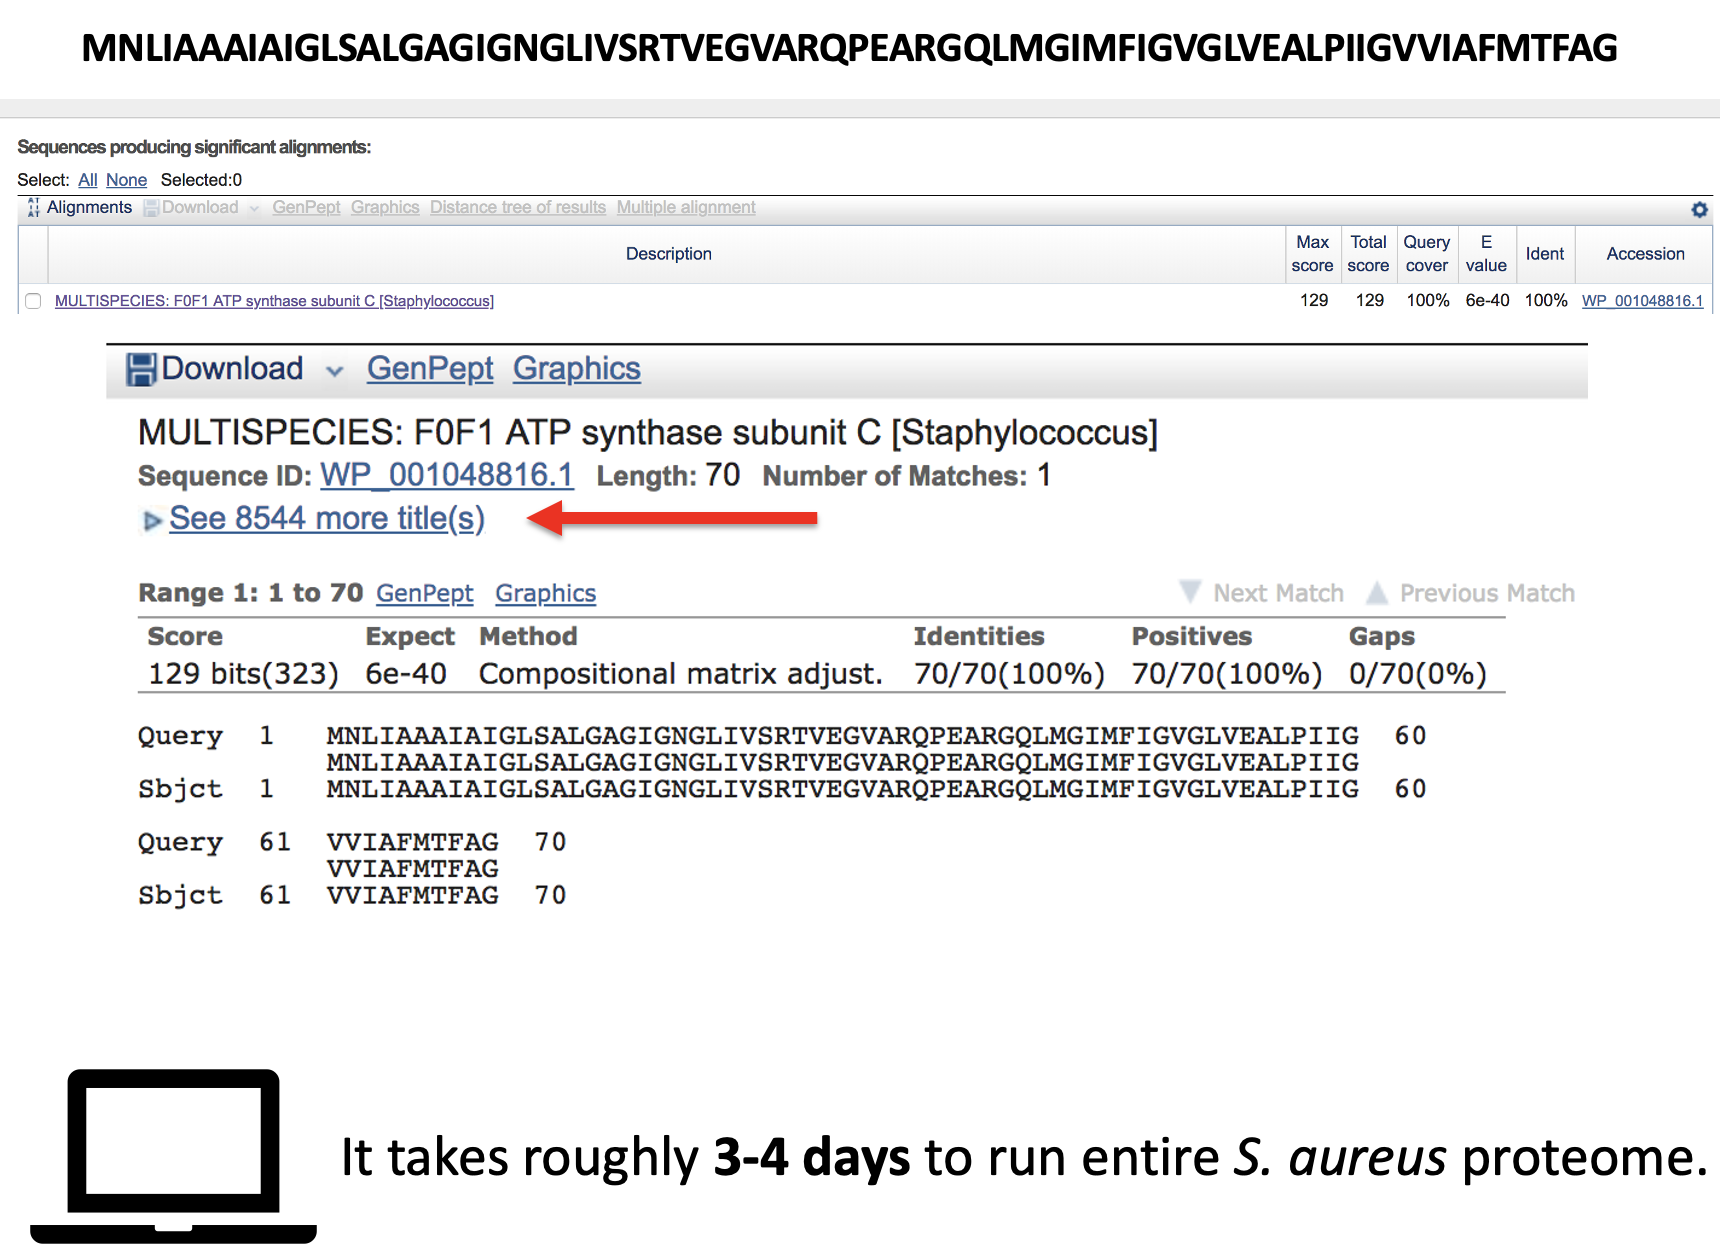 MNLIAAAIAIGLSALGAGIGNGLIVSRTVEGVARQPEARGQLMGIMFIGVGLVEALPIIGVVIAFMTFAG
Sequences producing significant alignments:
Select: All None Selected:0
Alignments Download GenPept Graphics Distance tree of results Multiple alignment
Description Max score Total score Query cover E value Ident Accession
MULTISPECIES: F0F1 ATP synthase subunit C [Staphylococcus] 129 129 100% 6e-40 100% WP_001048816.1
Download GenPept Graphics
MULTISPECIES: F0F1 ATP synthase subunit C [Staphylococcus]
Sequence ID: WP_001048816.1 Length: 70 Number of Matches: 1
See 8544 more title(s)
Range 1: 1 to 70 GenPept Graphics Next Match Previous Match
Score Expect Method Identities Positives Gaps
129 bits(323) 6e-40 Compositional matrix adjust. 70/70(100%) 70/70(100%) 0/70(0%)
Query 1 MNLIAAAIAIGLSALGAGIGNGLIVSRTVEGVARQPEARGQLMGIMFIGVGLVEALPIIG 60
MNLIAAAIAIGLSALGAGIGNGLIVSRTVEGVARQPEARGQLMGIMFIGVGLVEALPIIG
Sbjct 1 MNLIAAAIAIGLSALGAGIGNGLIVSRTVEGVARQPEARGQLMGIMFIGVGLVEALPIIG 60
Query 61 VVIAFMTFAG 70
VVIAFMTFAG
Sbjct 61 VVIAFMTFAG 70
It takes roughly 3-4 days to run entire S. aureus proteome.